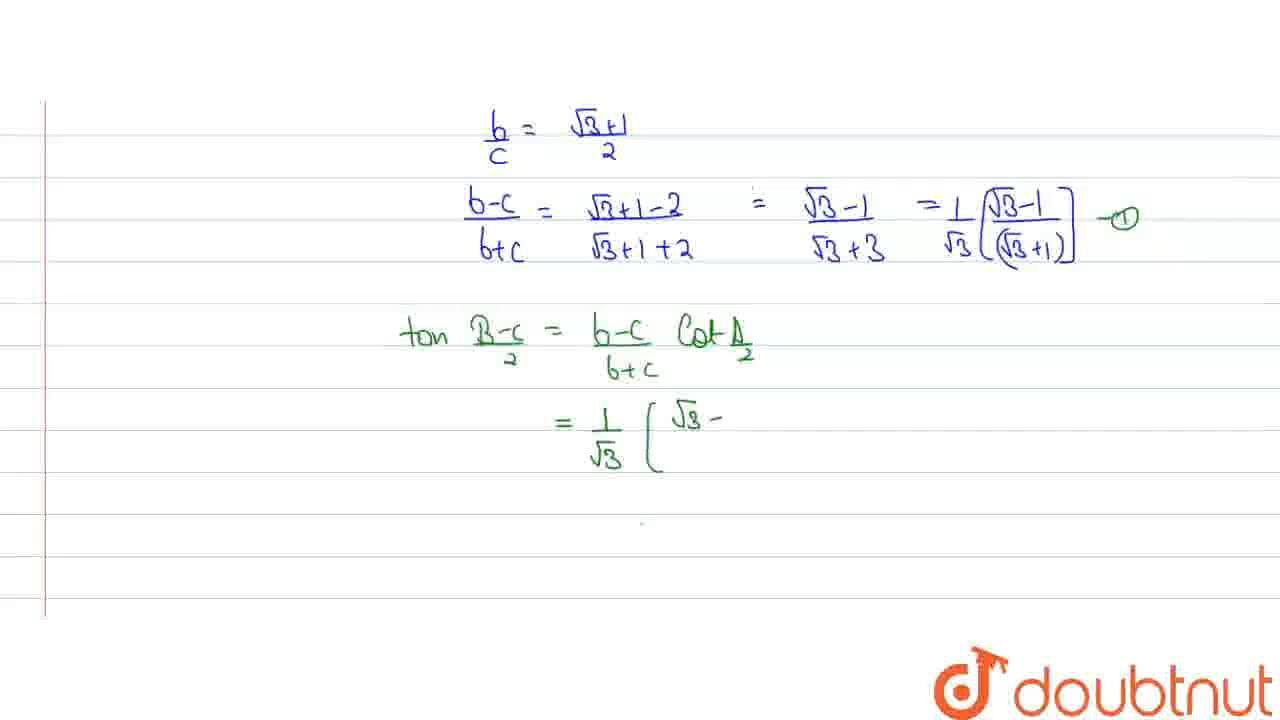 b/c = √3+1/2
b-c/b+c = √3+1-2/√3+1+2 = √3-1/√3+3 = 1/√3 [√3-1/(√3+1)] -①
tan B-C/2 = b-c/b+c Cot A/2
= 1/√3 [ √3 -
doubtnut